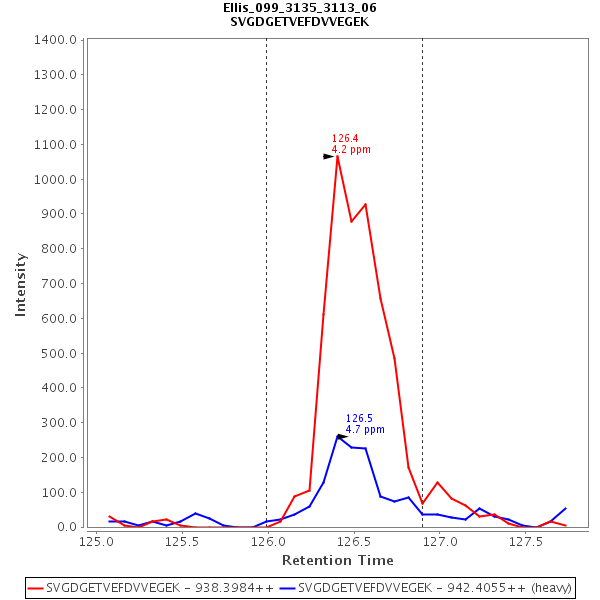 Ellis_099_3135_3113_06
SVGDGETVEFDVVEGEK
1400.0
1300.0
1200.0
1100.0
1000.0
900.0
800.0
700.0
600.0
500.0
400.0
300.0
200.0
100.0
0.0
Intensity
126.4
4.2 ppm
126.5
4.7 ppm
125.0 125.5 126.0 126.5 127.0 127.5
Retention Time
SVGDGETVEFDVVEGEK - 938.3984++ SVGDGETVEFDVVEGEK - 942.4055++ (heavy)